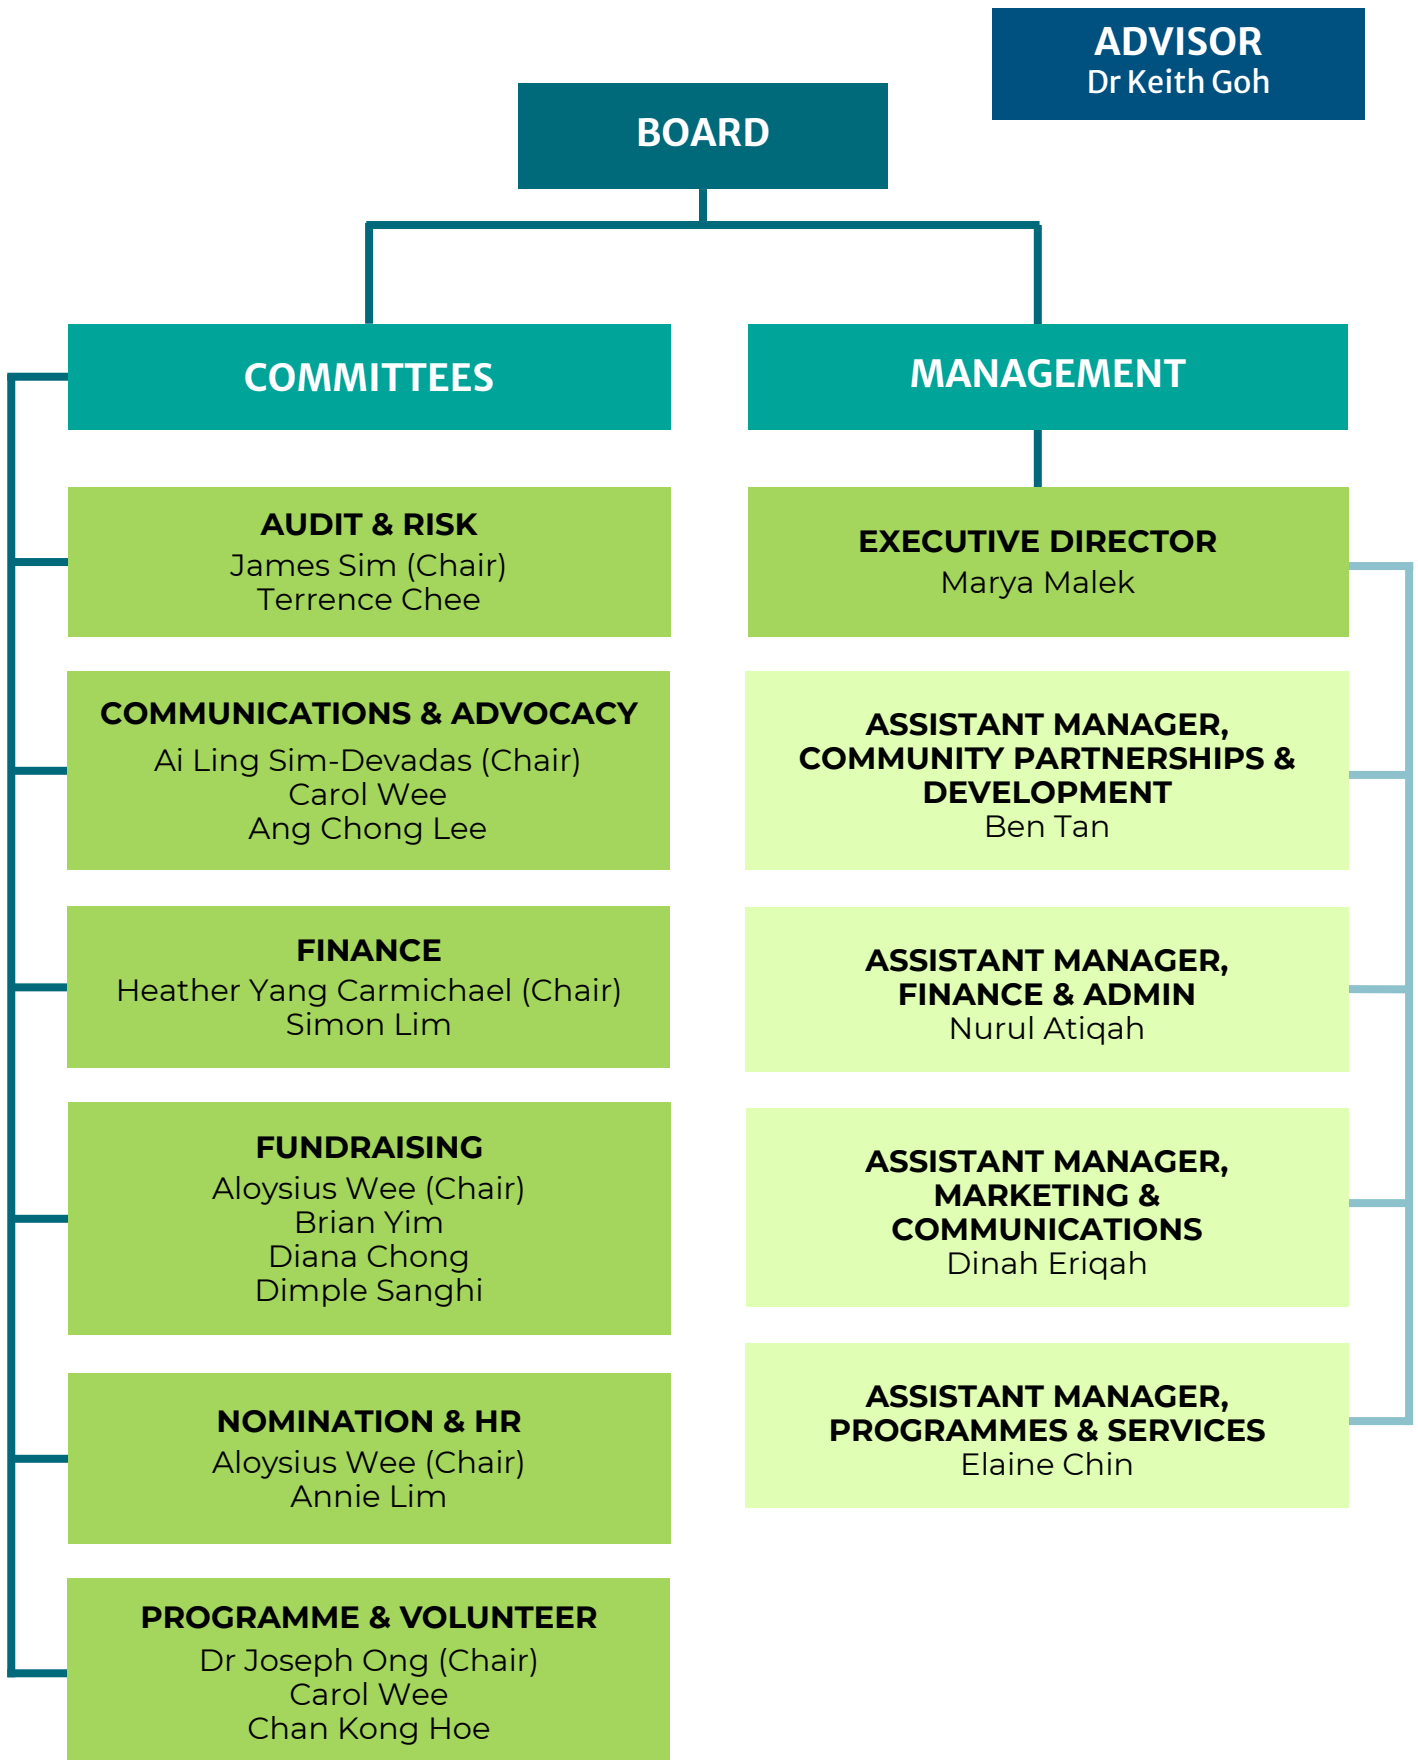 ADVISOR
Dr Keith Goh
BOARD
COMMITTEES
AUDIT & RISK
James Sim (Chair)
Terrence Chee
COMMUNICATIONS & ADVOCACY
Ai Ling Sim-Devadas (Chair)
Carol Wee
Ang Chong Lee
FINANCE
Heather Yang Carmichael (Chair)
Simon Lim
FUNDRAISING
Aloysius Wee (Chair)
Brian Yim
Diana Chong
Dimple Sanghi
NOMINATION & HR
Aloysius Wee (Chair)
Annie Lim
PROGRAMME & VOLUNTEER
Dr Joseph Ong (Chair)
Carol Wee
Chan Kong Hoe
MANAGEMENT
EXECUTIVE DIRECTOR
Marya Malek
ASSISTANT MANAGER,
COMMUNITY PARTNERSHIPS &
DEVELOPMENT
Ben Tan
ASSISTANT MANAGER,
FINANCE & ADMIN
Nurul Atiqah
ASSISTANT MANAGER,
MARKETING &
COMMUNICATIONS
Dinah Eriqah
ASSISTANT MANAGER,
PROGRAMMES & SERVICES
Elaine Chin